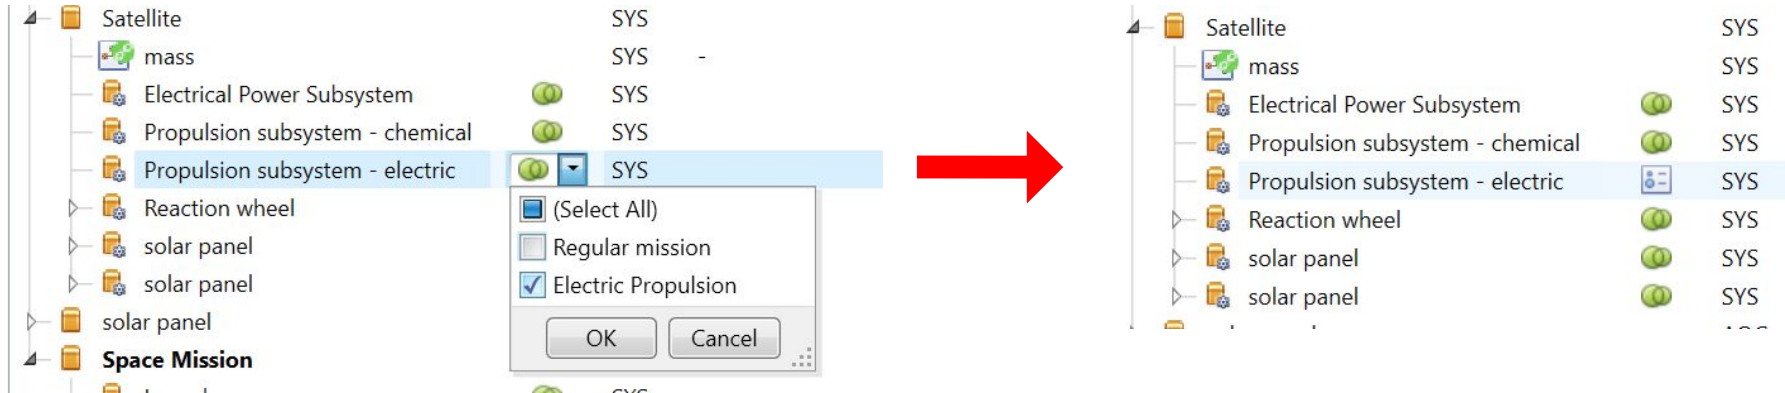 Satellite SYS
mass SYS -
Electrical Power Subsystem SYS
Propulsion subsystem - chemical SYS
Propulsion subsystem - electric SYS
Reaction wheel
solar panel
solar panel
solar panel
Space Mission
(Select All)
Regular mission
Electric Propulsion
OK Cancel
SYS
Satellite SYS
mass SYS
Electrical Power Subsystem SYS
Propulsion subsystem - chemical SYS
Propulsion subsystem - electric SYS
Reaction wheel SYS
solar panel SYS
solar panel SYS